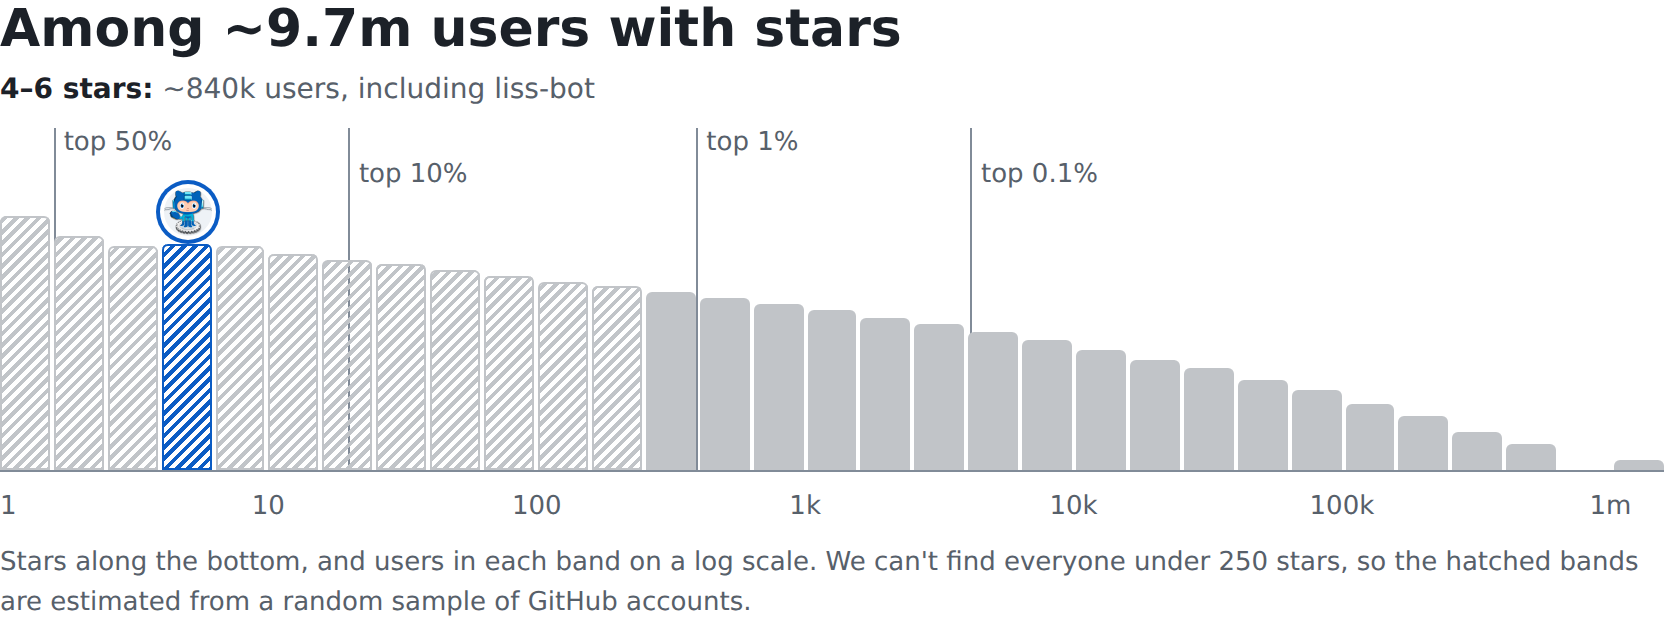 Among ~9.7m users with stars
4–6 stars: ~840k users, including liss-bot
top 50%
top 10%
top 1%
top 0.1%
1 10 100 1k 10k 100k 1m
Stars along the bottom, and users in each band on a log scale. We can't find everyone under 250 stars, so the hatched bands
are estimated from a random sample of GitHub accounts.